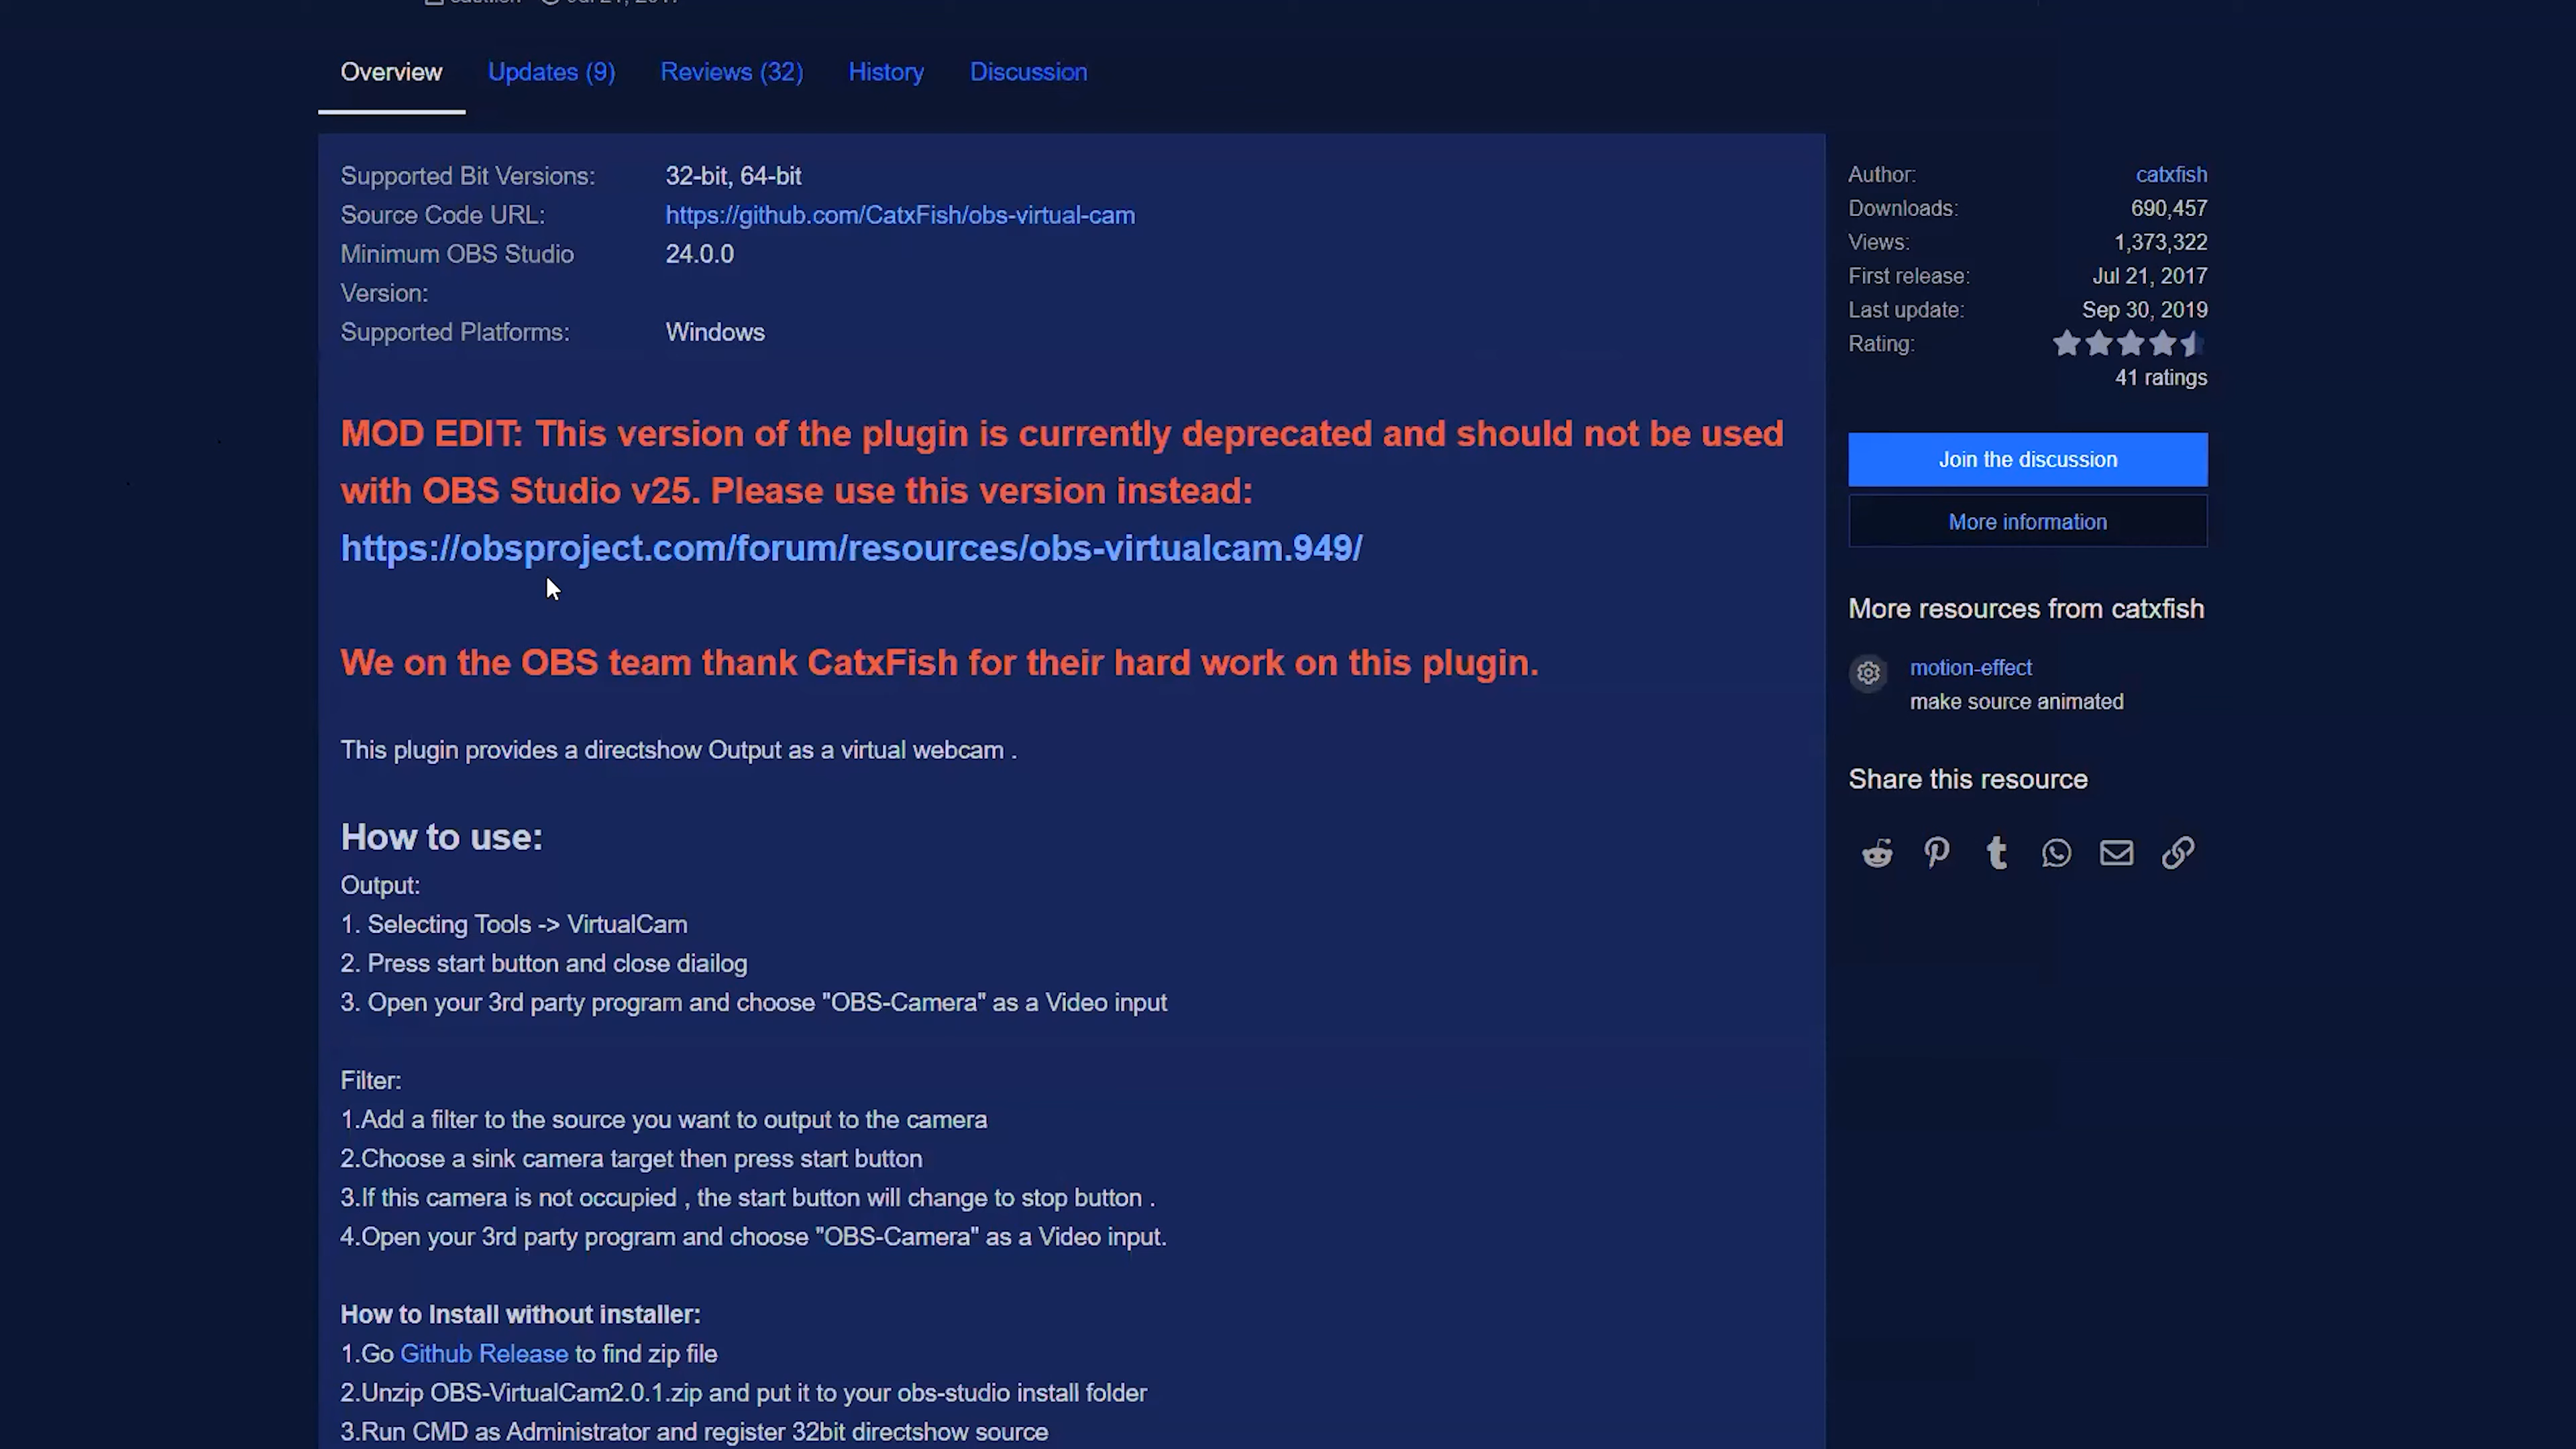 Overview Updates (9) Reviews (32) History Discussion
Supported Bit Versions: 32-bit, 64-bit
Source Code URL: https://github.com/CatxFish/obs-virtual-cam
Minimum OBS Studio Version: 24.0.0
Supported Platforms: Windows
MOD EDIT: This version of the plugin is currently deprecated and should not be used
with OBS Studio v25. Please use this version instead:
https://obsproject.com/forum/resources/obs-virtualcam.949/
We on the OBS team thank CatxFish for their hard work on this plugin.
This plugin provides a directshow Output as a virtual webcam .
How to use:
Output:
1. Selecting Tools -> VirtualCam
2. Press start button and close diailog
3. Open your 3rd party program and choose "OBS-Camera" as a Video input
Filter:
1.Add a filter to the source you want to output to the camera
2.Choose a sink camera target then press start button
3.If this camera is not occupied , the start button will change to stop button .
4.Open your 3rd party program and choose "OBS-Camera" as a Video input.
How to Install without installer:
1.Go Github Release to find zip file
2.Unzip OBS-VirtualCam2.0.1.zip and put it to your obs-studio install folder
3.Run CMD as Administrator and register 32bit directshow source
Author: catxfish
Downloads: 690,457
Views: 1,373,322
First release: Jul 21, 2017
Last update: Sep 30, 2019
Rating:
41 ratings
Join the discussion
More information
More resources from catxfish
motion-effect
make source animated
Share this resource